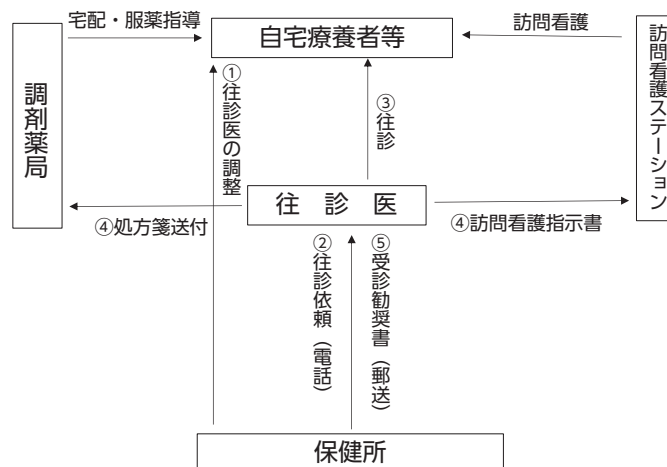 宅配・服薬指導
訪問看護
自宅療養者等
調剤薬局
訪問看護ステーション
①往診医の調整
③往診
往診医
④処方箋送付
④訪問看護指示書
②往診依頼（電話）
⑤受診勧奨書（郵送）
保健所